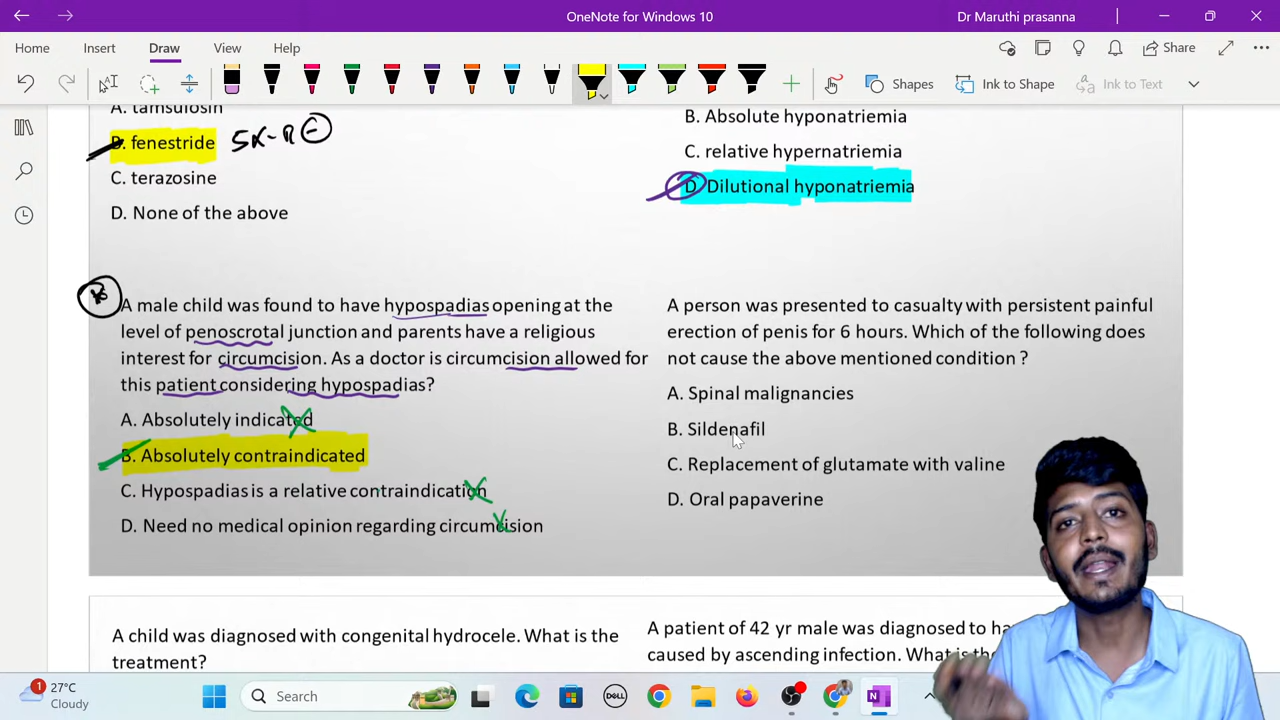 OneNote for Windows 10
Dr Maruthi prasanna
Home Insert Draw View Help
Share
Shapes
Ink to Shape
Ink to Text
A. tamsulosin
B. fenestride
C. terazosine
D. None of the above
B. Absolute hyponatriemia
C. relative hypernatriemia
D. Dilutional hyponatriemia
A male child was found to have hypospadias opening at the
level of penoscrotal junction and parents have a religious
interest for circumcision. As a doctor is circumcision allowed for
this patient considering hypospadias?
A. Absolutely indicated
B. Absolutely contraindicated
C. Hypospadias is a relative contraindication
D. Need no medical opinion regarding circumcision
A person was presented to casualty with persistent painful
erection of penis for 6 hours. Which of the following does
not cause the above mentioned condition ?
A. Spinal malignancies
B. Sildenafil
C. Replacement of glutamate with valine
D. Oral papaverine
A child was diagnosed with congenital hydrocele. What is the
treatment?
A patient of 42 yr male was diagnosed to
caused by ascending infection. What is
1
27°C
Cloudy
Search
DELL